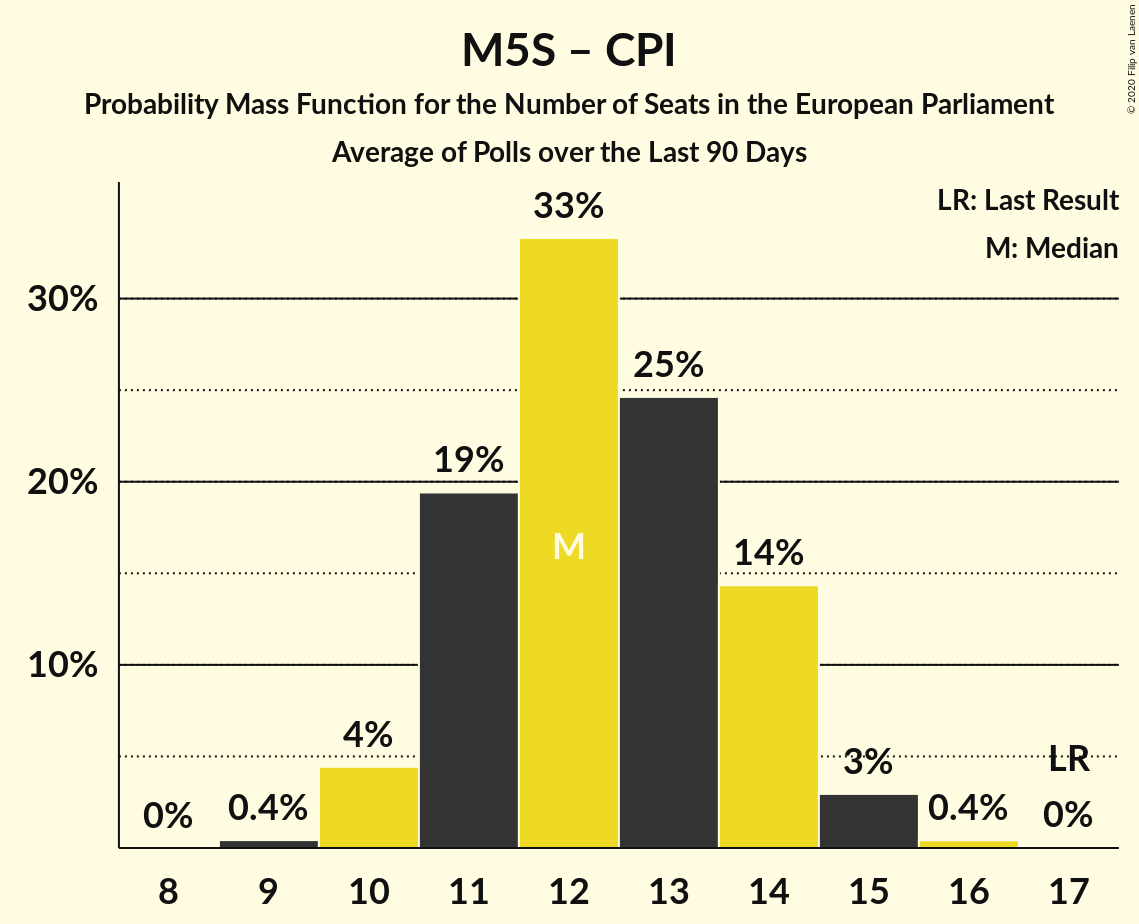 M5S – CPI
Probability Mass Function for the Number of Seats in the European Parliament
Average of Polls over the Last 90 Days
© 2020 Filip van Laenen
LR: Last Result
M: Median
30%
20%
10%
0%
0.4%
4%
19%
33%
M
25%
14%
3%
0.4%
LR
0%
8 9 10 11 12 13 14 15 16 17